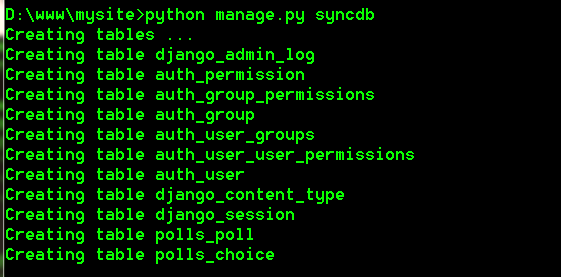 D:\www\mysite>python manage.py syncdb
Creating tables ...
Creating table django_admin_log
Creating table auth_permission
Creating table auth_group_permissions
Creating table auth_group
Creating table auth_user_groups
Creating table auth_user_user_permissions
Creating table auth_user
Creating table django_content_type
Creating table django_session
Creating table polls_poll
Creating table polls_choice